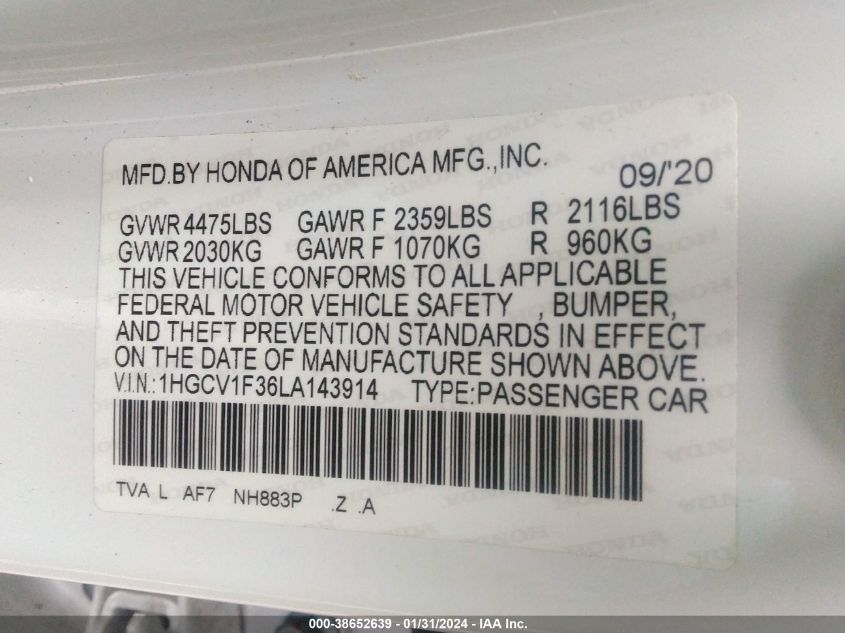 MFD.BY HONDA OF AMERICA MFG.,INC. 09/'20
GVWR 4475LBS GAWR F 2359LBS R 2116LBS
GVWR 2030KG GAWR F 1070KG R 960KG
THIS VEHICLE CONFORMS TO ALL APPLICABLE
FEDERAL MOTOR VEHICLE SAFETY , BUMPER,
AND THEFT PREVENTION STANDARDS IN EFFECT
ON THE DATE OF MANUFACTURE SHOWN ABOVE.
V.I.N.:1HGCV1F36LA143914 TYPE:PASSENGER CAR
TVA L AF7 NH883P .Z .A
000-38652639 - 01/31/2024 - IAA Inc.